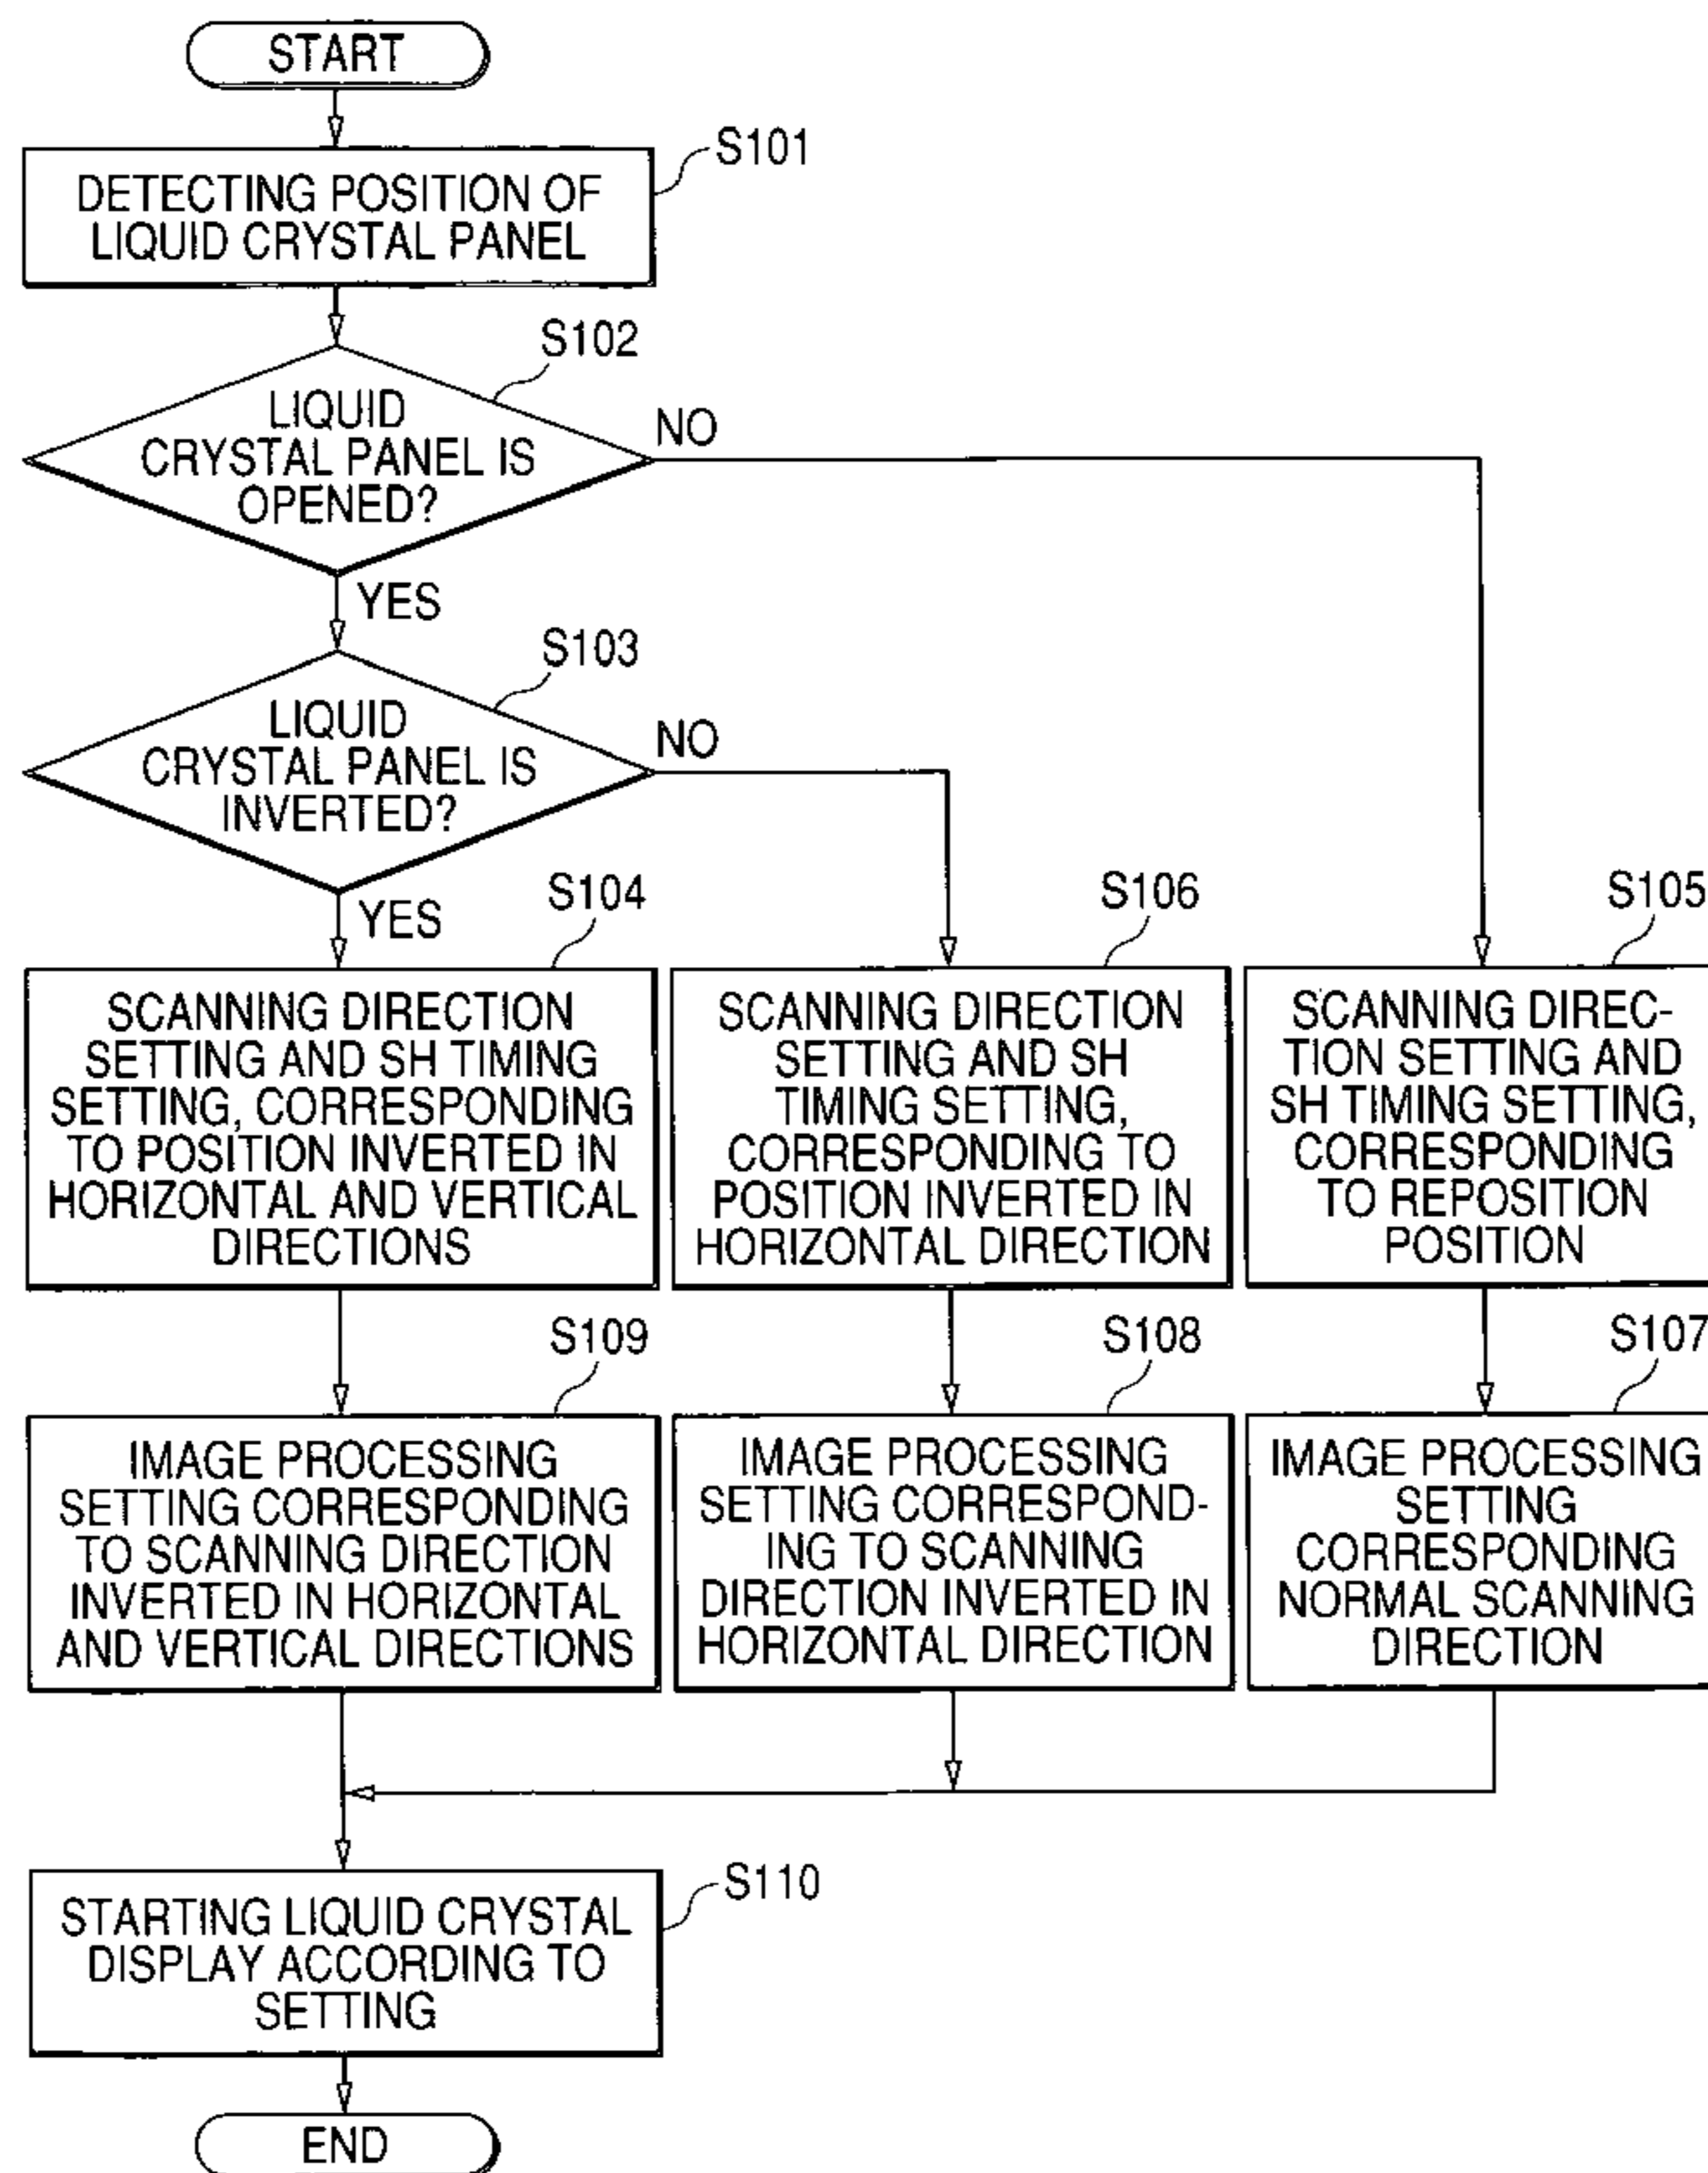 START
S101
DETECTING POSITION OF
LIQUID CRYSTAL PANEL
S102
LIQUID
CRYSTAL PANEL IS
OPENED?
NO
YES
S103
LIQUID
CRYSTAL PANEL IS
INVERTED?
NO
YES
S104
SCANNING DIRECTION
SETTING AND SH TIMING
SETTING, CORRESPONDING
TO POSITION INVERTED IN
HORIZONTAL AND VERTICAL
DIRECTIONS
S106
SCANNING DIRECTION
SETTING AND SH
TIMING SETTING,
CORRESPONDING TO
POSITION INVERTED IN
HORIZONTAL DIRECTION
S105
SCANNING DIREC-
TION SETTING AND
SH TIMING SETTING,
CORRESPONDING
TO REPOSITION
POSITION
S109
IMAGE PROCESSING
SETTING CORRESPONDING
TO SCANNING DIRECTION
INVERTED IN HORIZONTAL
AND VERTICAL DIRECTIONS
S108
IMAGE PROCESSING
SETTING CORRESPOND-
ING TO SCANNING
DIRECTION INVERTED IN
HORIZONTAL DIRECTION
S107
IMAGE PROCESSING
SETTING
CORRESPONDING
NORMAL SCANNING
DIRECTION
S110
STARTING LIQUID CRYSTAL
DISPLAY ACCORDING TO
SETTING
END